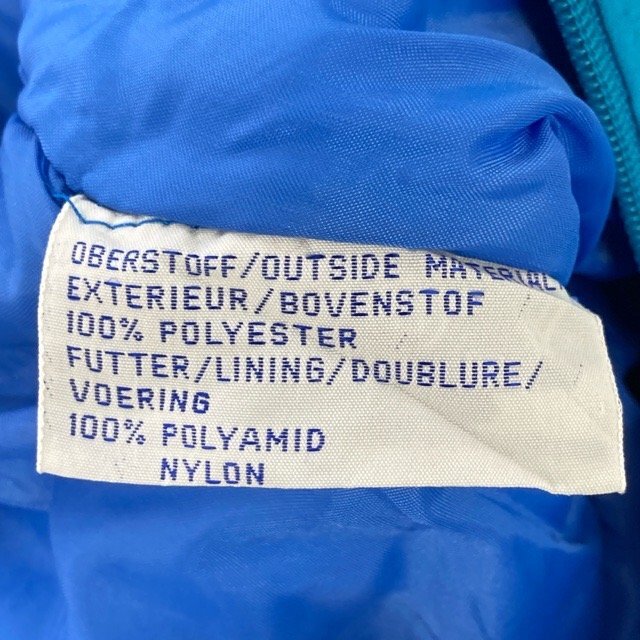 OBERSTOFF/OUTSIDE MATERIAL
EXTERIEUR/BOVENSTOF
100% POLYESTER
FUTTER/LINING/DOUBLURE/
VOERING
100% POLYAMID
NYLON